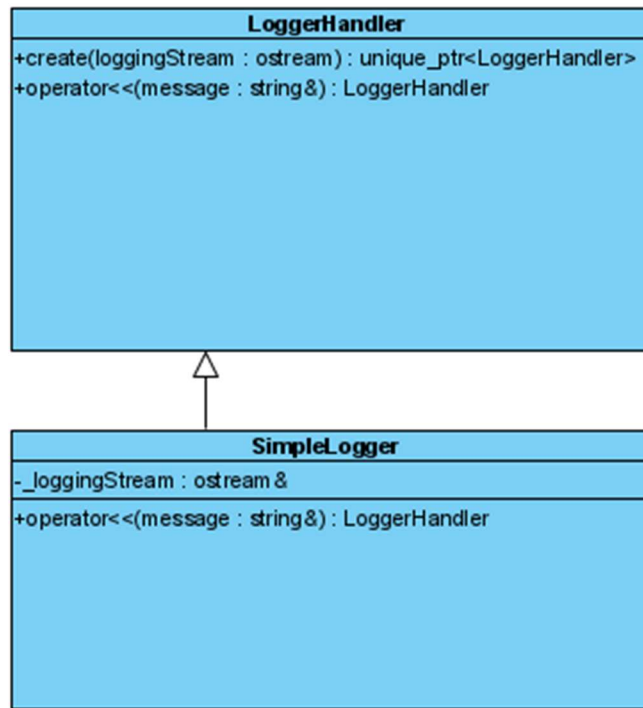 LoggerHandler
+create(loggingStream : ostream) : unique_ptr<LoggerHandler>
+operator<<(message : string&) : LoggerHandler
SimpleLogger
-_loggingStream : ostream&
+operator<<(message : string&) : LoggerHandler